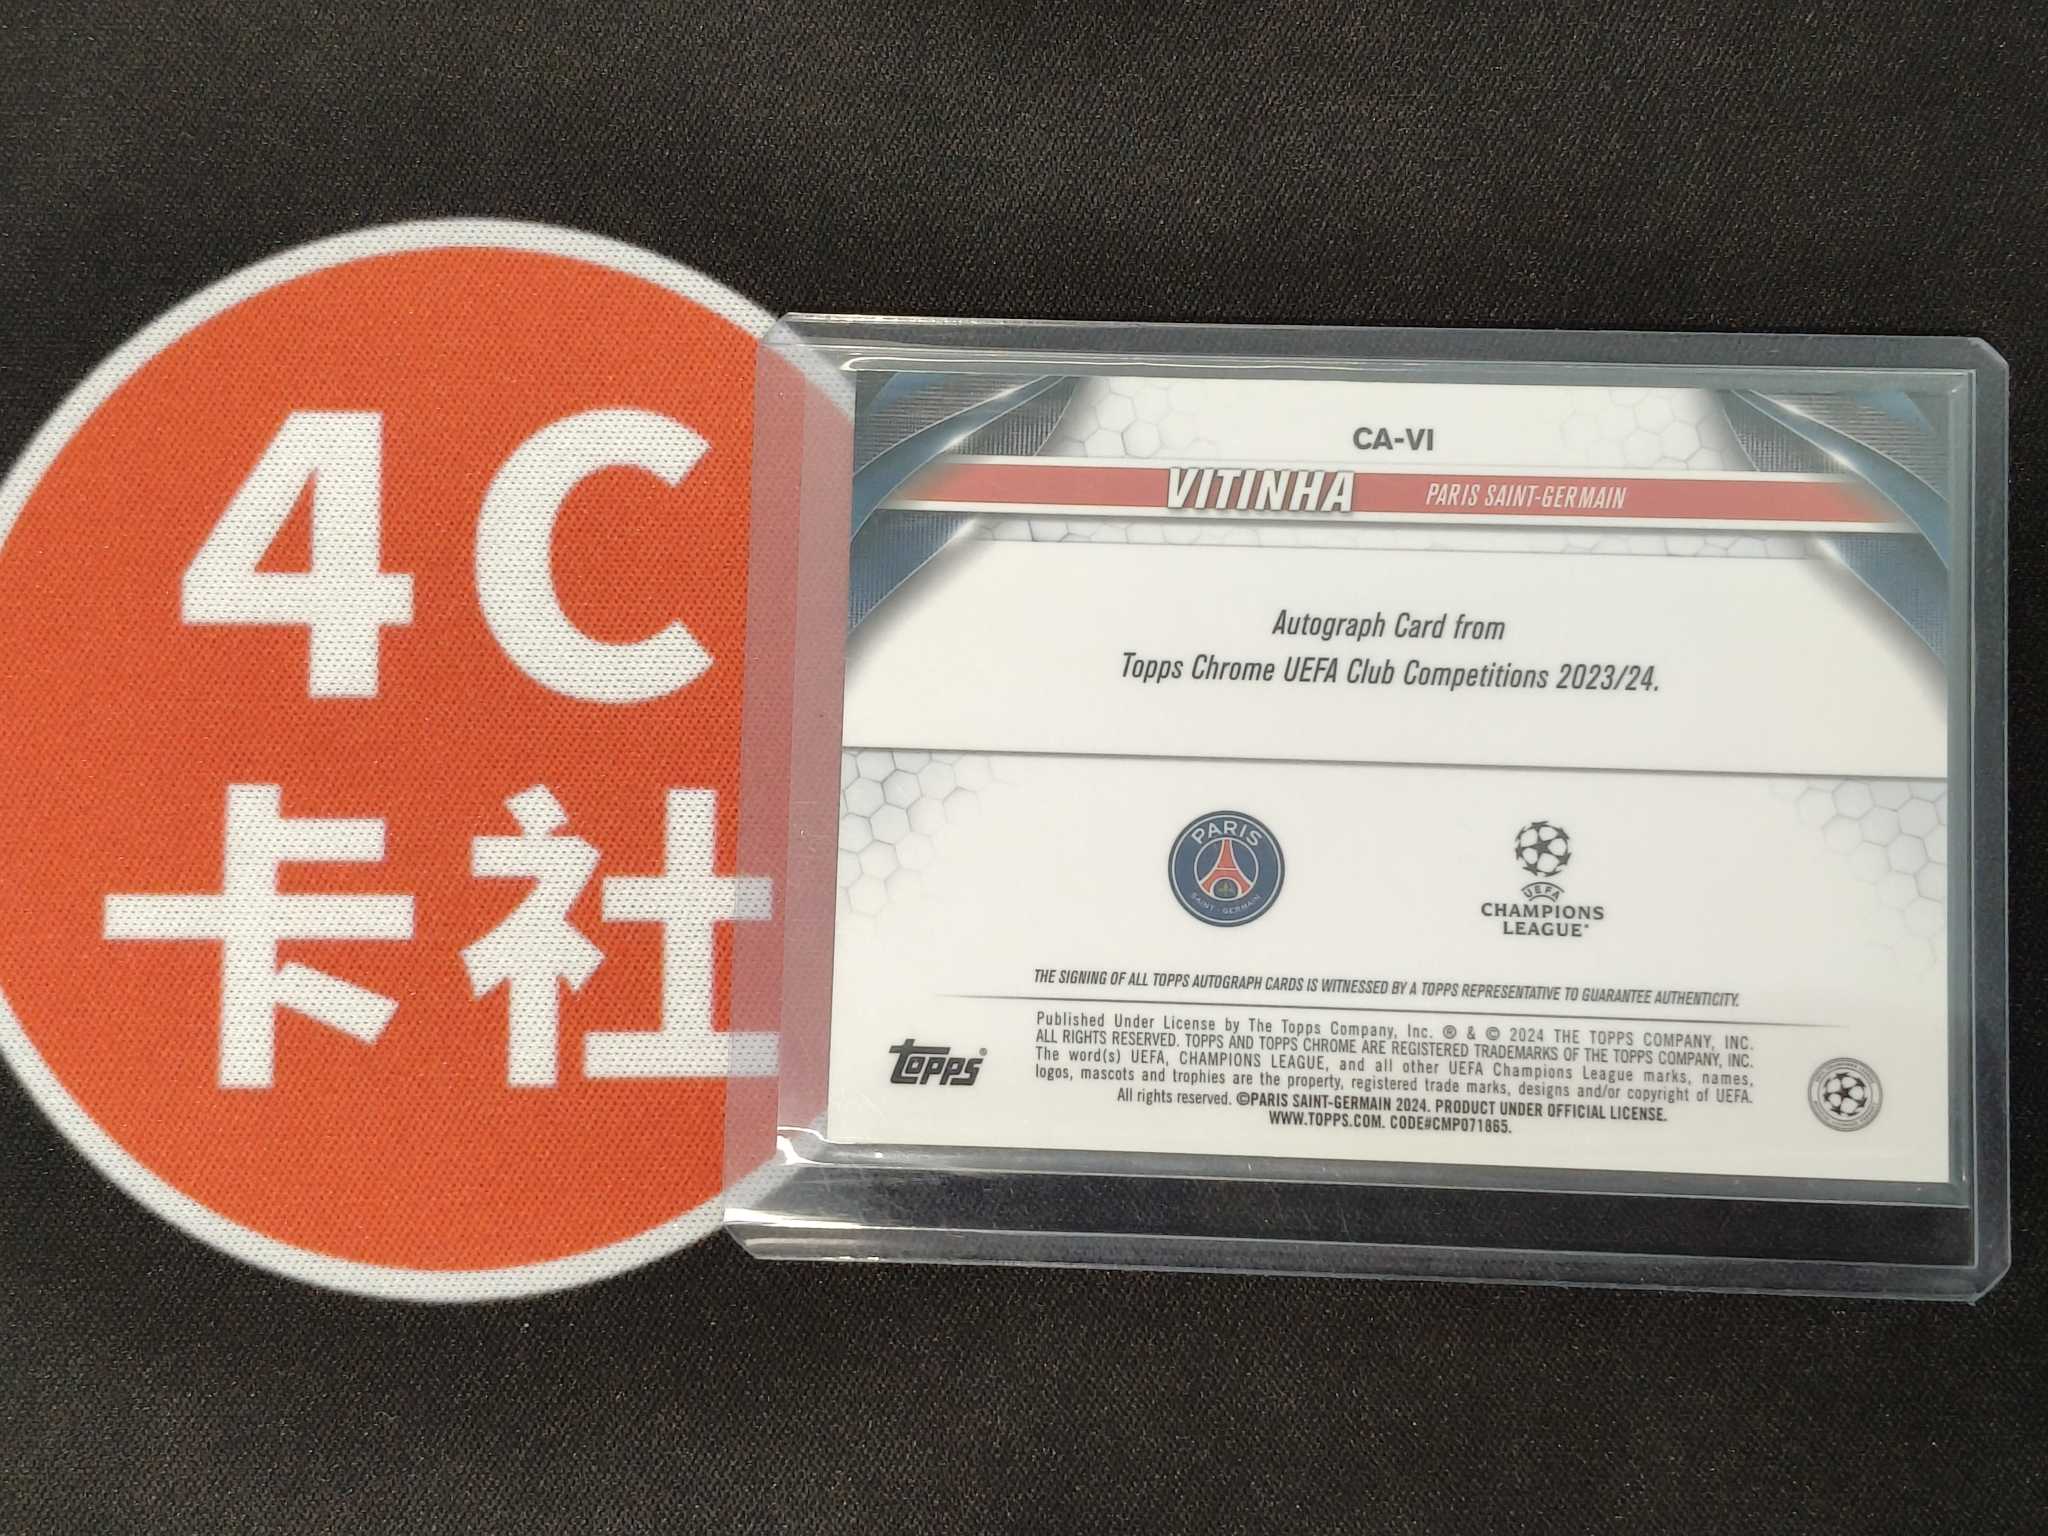 4C
卡社
CA-VI
VITINHA PARIS SAINT-GERMAIN
Autograph Card from
Topps Chrome UEFA Club Competitions 2023/24.
PARIS
SAINT-GERMAIN
UEFA
CHAMPIONS
LEAGUE®
THE SIGNING OF ALL TOPPS AUTOGRAPH CARDS IS WITNESSED BY A TOPPS REPRESENTATIVE TO GUARANTEE AUTHENTICITY.
Published Under License by The Topps Company, Inc. ® & © 2024 THE TOPPS COMPANY, INC.
ALL RIGHTS RESERVED. TOPPS AND TOPPS CHROME ARE REGISTERED TRADEMARKS OF THE TOPPS COMPANY, INC.
The word(s) UEFA, CHAMPIONS LEAGUE, and all other UEFA Champions League marks, names,
logos, mascots and trophies are the property, registered trade marks, designs and/or copyright of UEFA.
All rights reserved. ©PARIS SAINT-GERMAIN 2024. PRODUCT UNDER OFFICIAL LICENSE.
WWW.TOPPS.COM. CODE#CMP071865.
Topps®